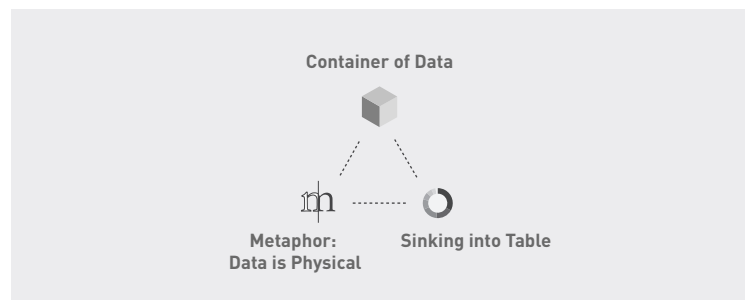 Container of Data
m
Metaphor:
Data is Physical
Sinking into Table